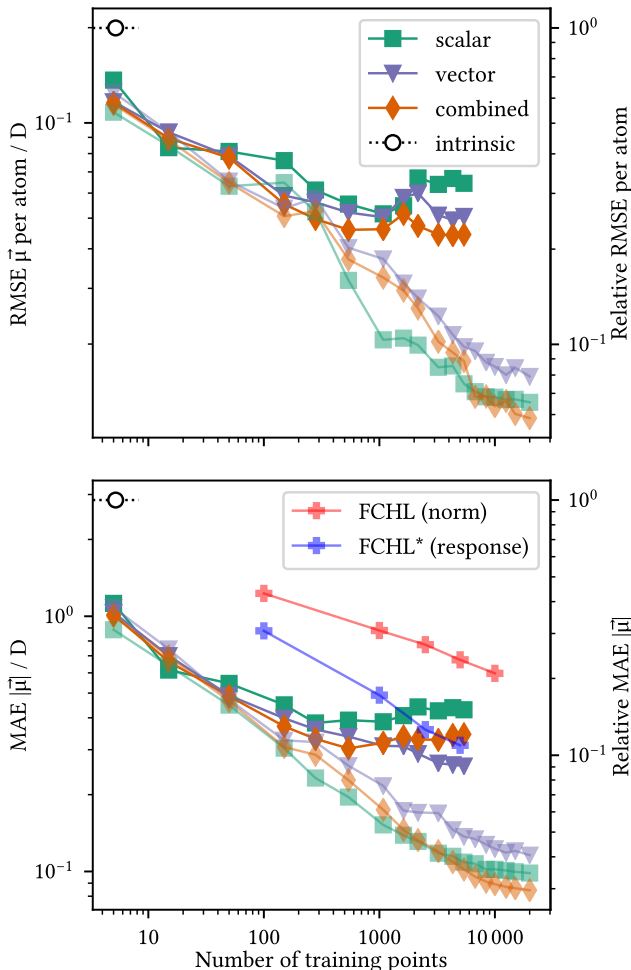 10⁰
scalar
vector
combined
intrinsic
10⁻¹
10⁻¹
RMSE μ⃗ per atom / D
Relative RMSE per atom
10⁰
FCHL (norm)
FCHL* (response)
10⁰
10⁻¹
10⁻¹
MAE |μ⃗| / D
Relative MAE |μ⃗|
10 100 1000 10 000
Number of training points